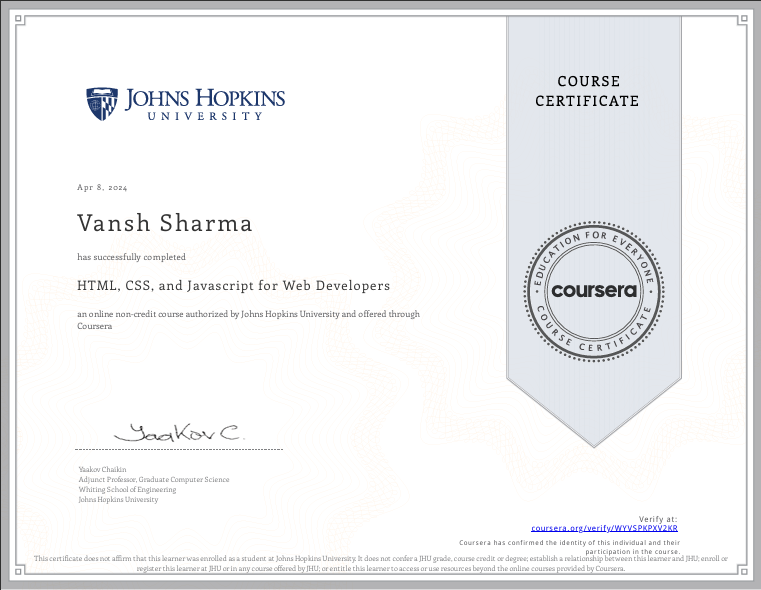 JOHNS HOPKINS
UNIVERSITY
COURSE
CERTIFICATE
Apr 8, 2024
Vansh Sharma
has successfully completed
HTML, CSS, and Javascript for Web Developers
an online non-credit course authorized by Johns Hopkins University and offered through
Coursera
EDUCATION FOR EVERYONE
coursera
COURSE CERTIFICATE
Yaakov C.
Yaakov Chaikin
Adjunct Professor, Graduate Computer Science
Whiting School of Engineering
Johns Hopkins University
Verify at:
coursera.org/verify/WYVSPKPXV2KR
Coursera has confirmed the identity of this individual and their
participation in the course.
This certificate does not affirm that this learner was enrolled as a student at Johns Hopkins University. It does not confer a JHU grade, course credit or degree; establish a relationship between this learner and JHU; enroll or
register this learner at JHU or in any course offered by JHU; or entitle this learner to access or use resources beyond the online courses provided by Coursera.